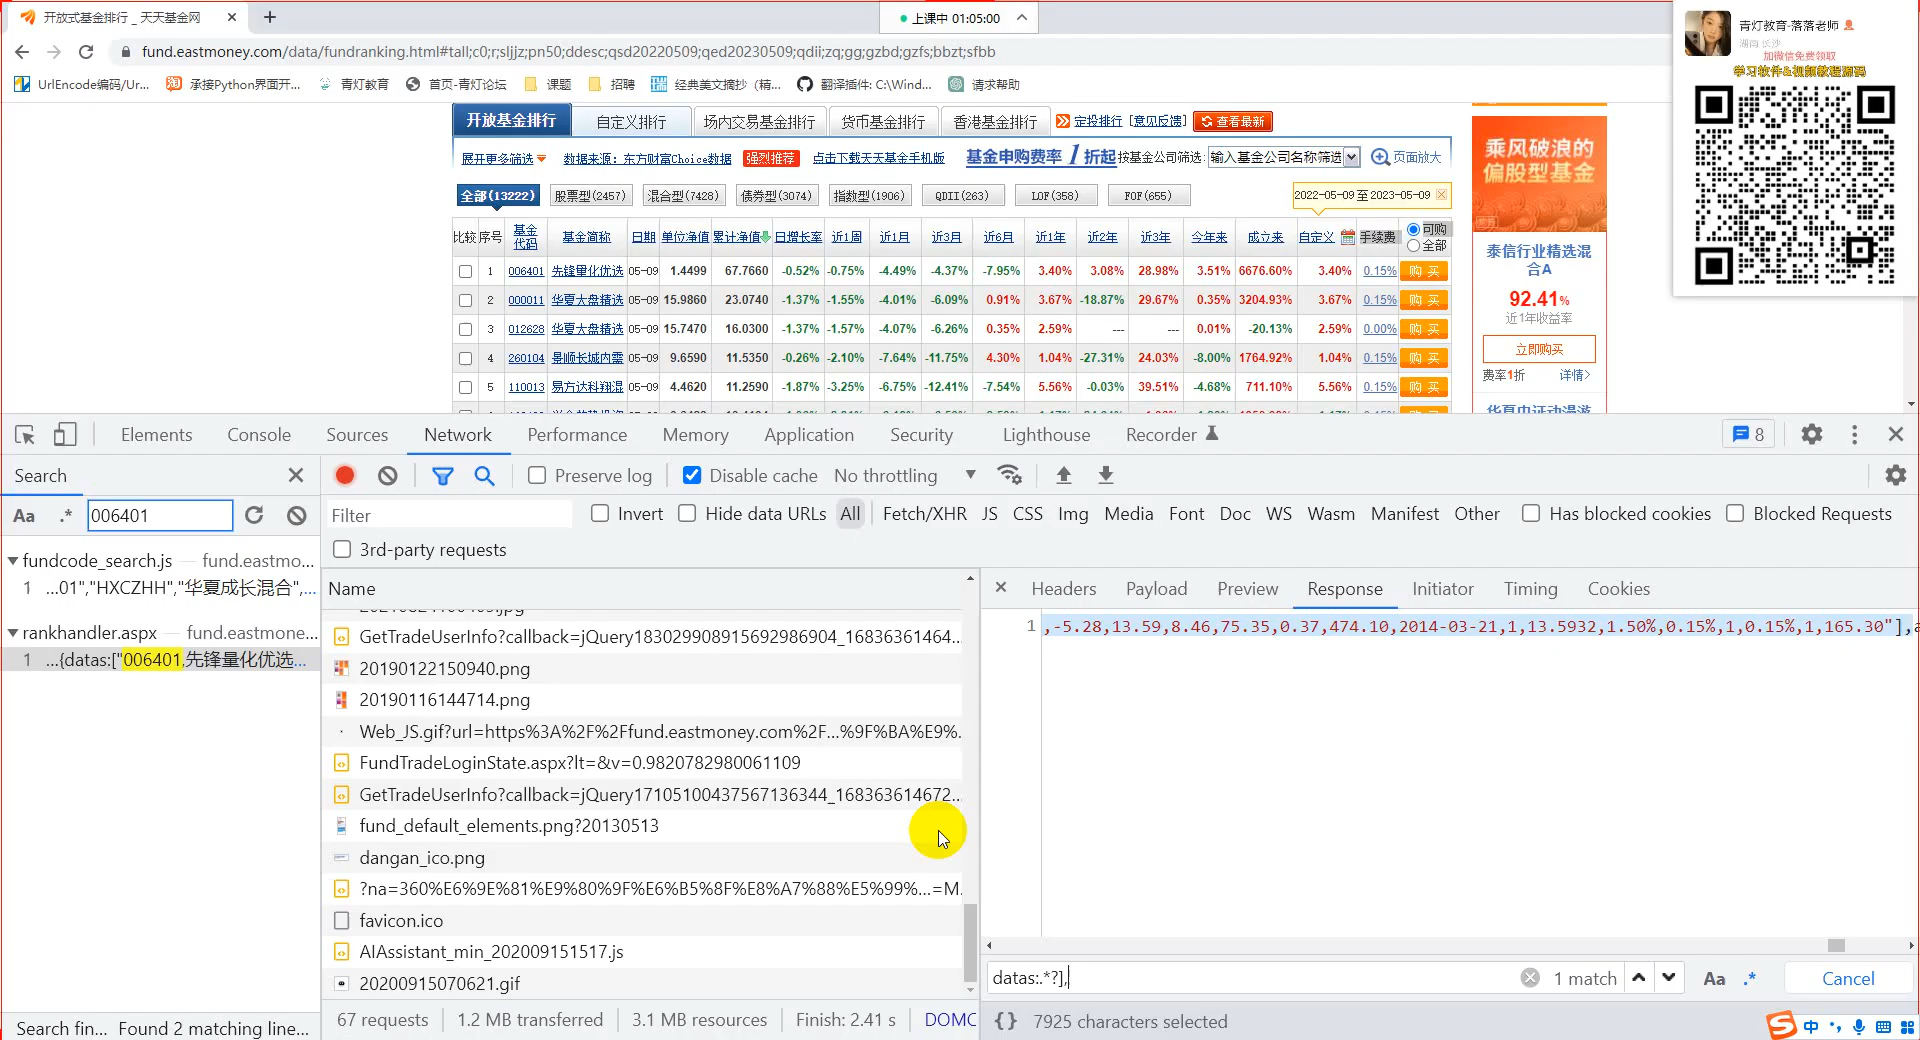 开放式基金排行 _ 天天基金网
上课中 01:05:00
fund.eastmoney.com/data/fundranking.html#tall;c0;r;sljjz;pn50;ddesc;qsd20220509;qed20230509;qdii;zq;gg;gzbd;gzfs;bbzt;sfbb
UrlEncode编码/Ur... 承接Python界面开... 青灯教育 首页-青灯论坛 课题 招聘 经典美文摘抄（精... 翻译插件: C:\Wind... 请求帮助
青灯教育-落落老师
湖南 长沙
加微信免费领取
学习软件&视频教程源码
开放基金排行 自定义排行 场内交易基金排行 货币基金排行 香港基金排行 定投排行 [意见反馈] 查看最新
展开更多筛选 数据来源：东方财富Choice数据 强烈推荐 点击下载天天基金手机版 基金申购费率1折起 按基金公司筛选: 输入基金公司名称筛选 页面放大
全部(13222) 股票型(2457) 混合型(7428) 债券型(3074) 指数型(1906) QDII(263) LOF(358) FOF(655) 2022-05-09至2023-05-09
比较 序号 基金代码 基金简称 日期 单位净值 累计净值 日增长率 近1周 近1月 近3月 近6月 近1年 近2年 近3年 今年来 成立来 自定义 手续费 可购 全部
1 006401 先锋量化优选 05-09 1.4499 67.7660 -0.52% -0.75% -4.49% -4.37% -7.95% 3.40% 3.08% 28.98% 3.51% 6676.60% 3.40% 0.15% 购 买
2 000011 华夏大盘精选 05-09 15.9860 23.0740 -1.37% -1.55% -4.01% -6.09% 0.91% 3.67% -18.87% 29.67% 0.35% 3204.93% 3.67% 0.15% 购 买
3 012628 华夏大盘精选 05-09 15.7470 16.0300 -1.37% -1.57% -4.07% -6.26% 0.35% 2.59% --- --- 0.01% -20.13% 2.59% 0.00% 购 买
4 260104 景顺长城内需 05-09 9.6590 11.5350 -0.26% -2.10% -7.64% -11.75% 4.30% 1.04% -27.31% 24.03% -8.00% 1764.92% 1.04% 0.15% 购 买
5 110013 易方达科翔混 05-09 4.4620 11.2590 -1.87% -3.25% -6.75% -12.41% -7.54% 5.56% -0.03% 39.51% -4.68% 711.10% 5.56% 0.15% 购 买
乘风破浪的
偏股型基金
泰信行业精选混
合A
92.41%
近1年收益率
立即购买
费率1折 详情>
Elements Console Sources Network Performance Memory Application Security Lighthouse Recorder 8
Search Preserve log Disable cache No throttling
Aa .* 006401 Filter Invert Hide data URLs All Fetch/XHR JS CSS Img Media Font Doc WS Wasm Manifest Other Has blocked cookies Blocked Requests
3rd-party requests
fundcode_search.js — fund.eastmo...
1 ...01","HXCZHH","华夏成长混合",...
rankhandler.aspx — fund.eastmone...
1 ...{datas:["006401,先锋量化优选...
Search fin... Found 2 matching line...
Name
GetTradeUserInfo?callback=jQuery18302990891569298​6904_16836361464...
20190122150940.png
20190116144714.png
Web_JS.gif?url=https%3A%2F%2Ffund.eastmoney.com%2F...%9F%BA%E9%.
FundTradeLoginState.aspx?lt=&v=0.9820782980061109
GetTradeUserInfo?callback=jQuery17105100437567136344_168363614672...
fund_default_elements.png?20130513
dangan_ico.png
?na=360%E6%9E%81%E9%80%9F%E6%B5%8F%E8%A7%88%E5%99%...=M.
favicon.ico
AIAssistant_min_202009151517.js
20200915070621.gif
67 requests 1.2 MB transferred 3.1 MB resources Finish: 2.41 s DOMC
Headers Payload Preview Response Initiator Timing Cookies
1 ,-5.28,13.59,8.46,75.35,0.37,474.10,2014-03-21,1,13.5932,1.50%,0.15%,1,0.15%,1,165.30"],a
datas:.*?], 1 match Aa .* Cancel
{} 7925 characters selected
中